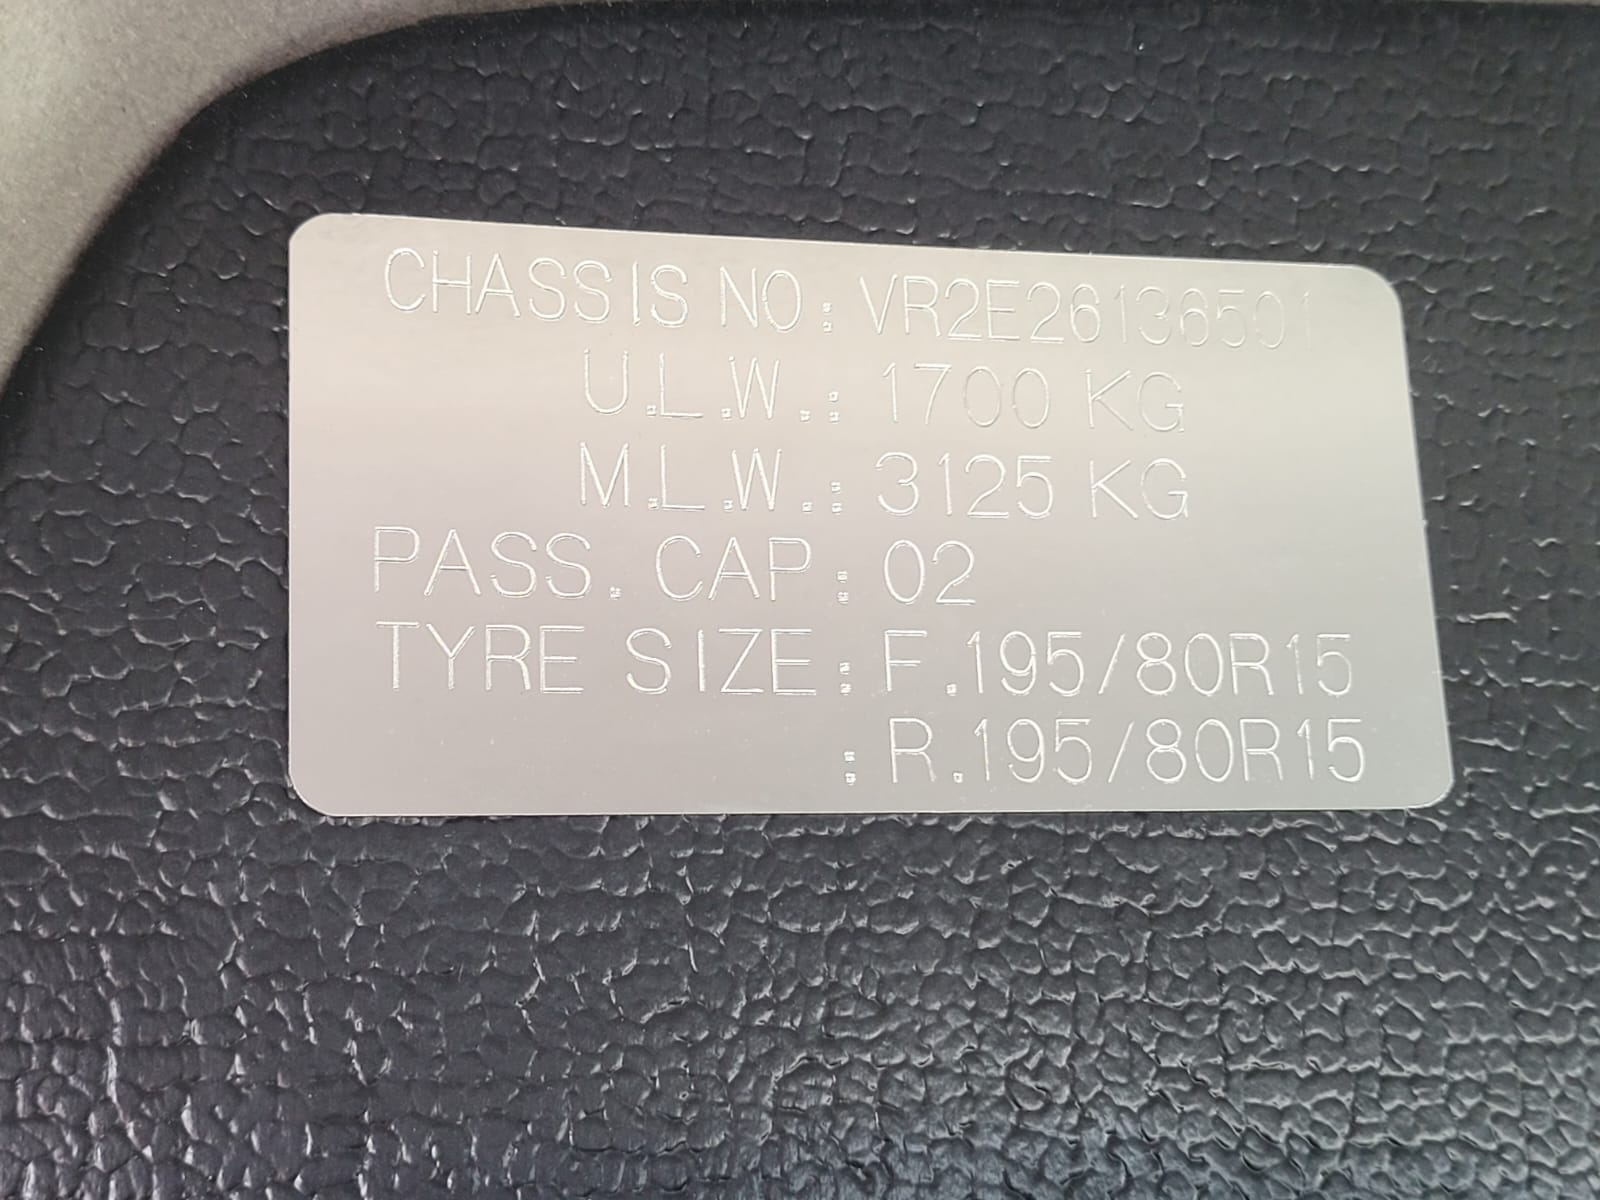 CHASSIS NO: VR2E26136501
U.L.W.: 1700 KG
M.L.W.: 3125 KG
PASS. CAP: 02
TYRE SIZE: F.195/80R15
: R.195/80R15